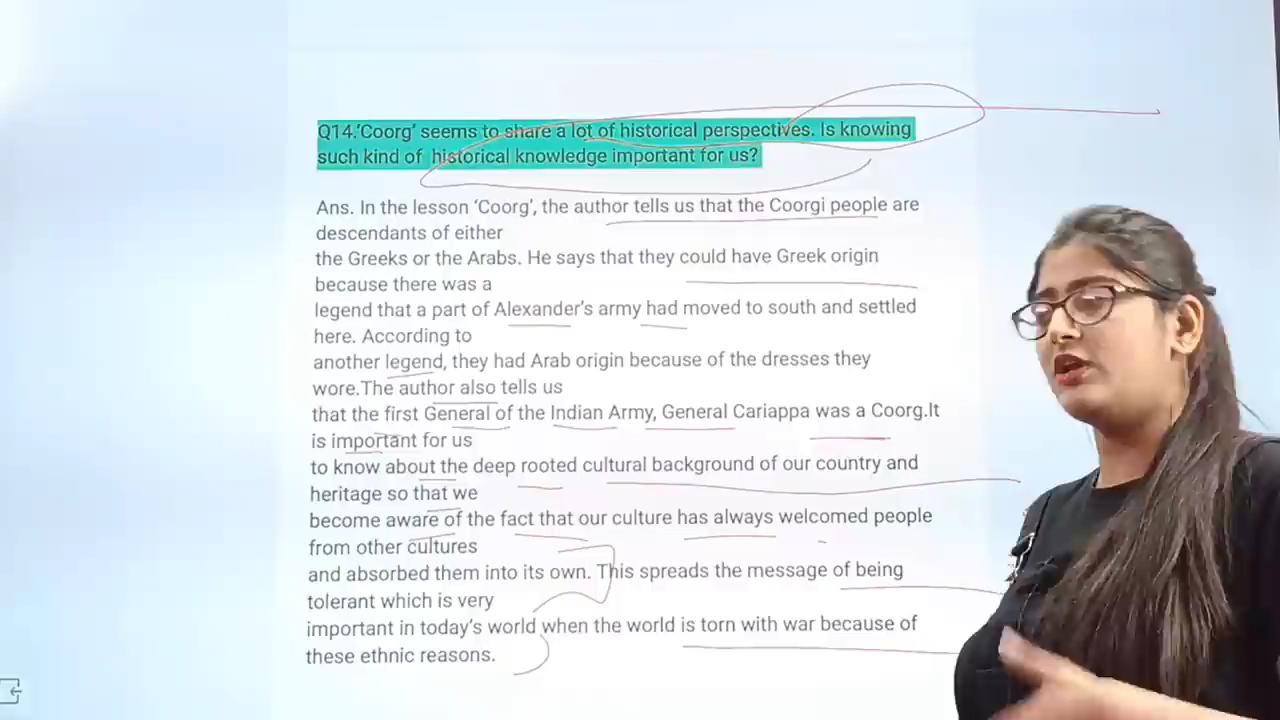 Q14.‘Coorg’ seems to share a lot of historical perspectives. Is knowing
such kind of historical knowledge important for us?
Ans. In the lesson ‘Coorg’, the author tells us that the Coorgi people are
descendants of either
the Greeks or the Arabs. He says that they could have Greek origin
because there was a
legend that a part of Alexander’s army had moved to south and settled
here. According to
another legend, they had Arab origin because of the dresses they
wore.The author also tells us
that the first General of the Indian Army, General Cariappa was a Coorg.It
is important for us
to know about the deep rooted cultural background of our country and
heritage so that we
become aware of the fact that our culture has always welcomed people
from other cultures
and absorbed them into its own. This spreads the message of being
tolerant which is very
important in today’s world when the world is torn with war because of
these ethnic reasons.